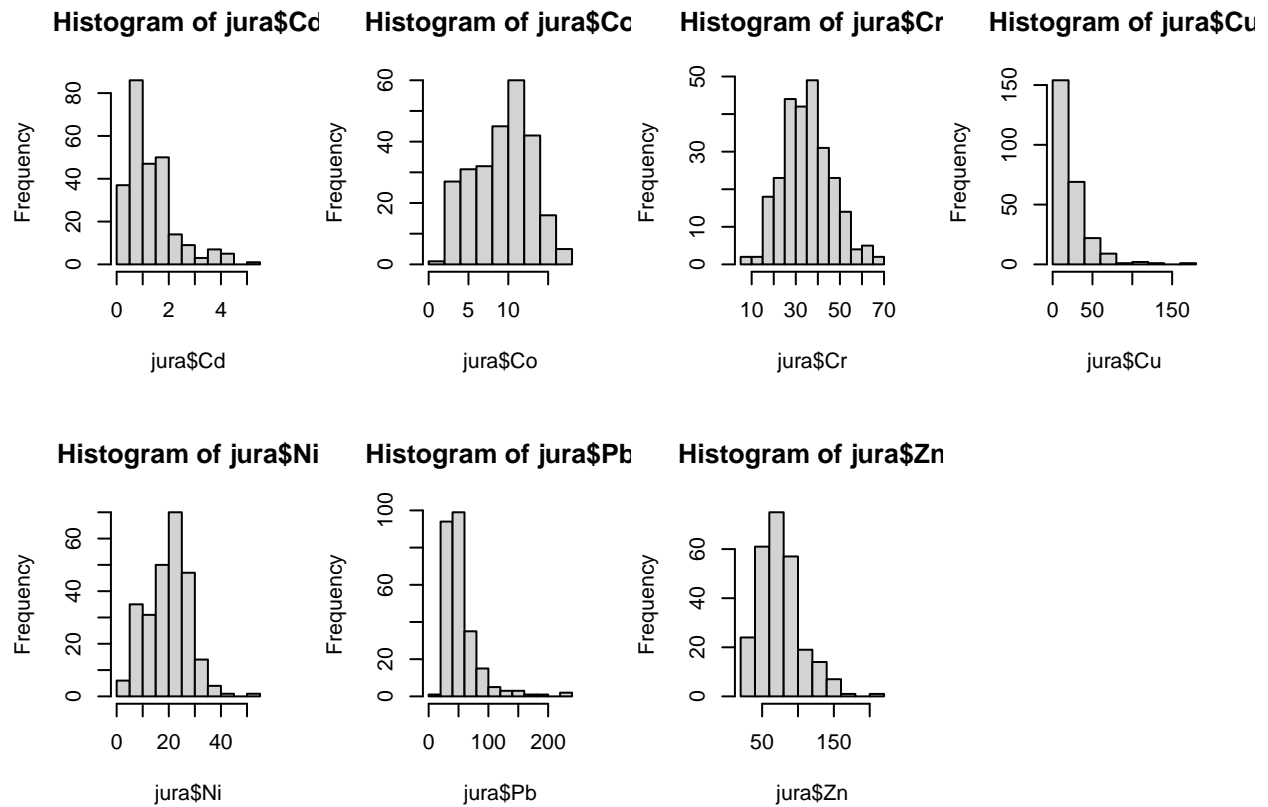 Histogram of jura$Cd
Frequency
0 20 40 60 80
0 2 4
jura$Cd
Histogram of jura$Co
Frequency
0 20 40 60
0 5 10
jura$Co
Histogram of jura$Cr
Frequency
0 10 30 50
10 30 50 70
jura$Cr
Histogram of jura$Cu
Frequency
0 50 100 150
0 50 150
jura$Cu
Histogram of jura$Ni
Frequency
0 20 40 60
0 20 40
jura$Ni
Histogram of jura$Pb
Frequency
0 20 60 100
0 100 200
jura$Pb
Histogram of jura$Zn
Frequency
0 20 40 60
50 150
jura$Zn